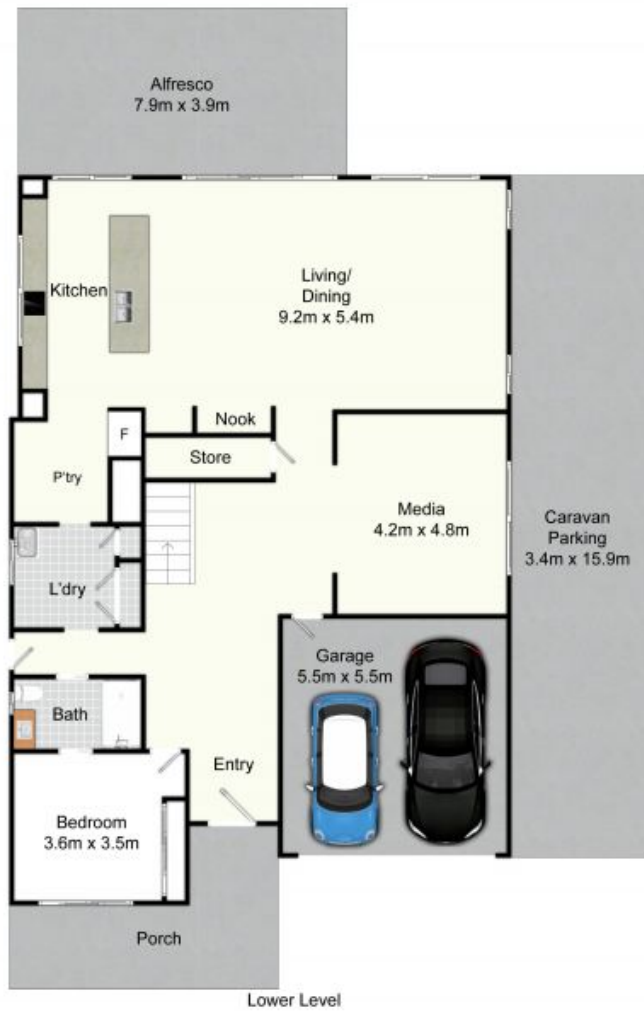 Alfresco
7.9m x 3.9m
Kitchen
Living/
Dining
9.2m x 5.4m
Nook
F
Store
P'try
Media
4.2m x 4.8m
Caravan
Parking
3.4m x 15.9m
L'dry
Garage
5.5m x 5.5m
Bath
Entry
Bedroom
3.6m x 3.5m
Porch
Lower Level